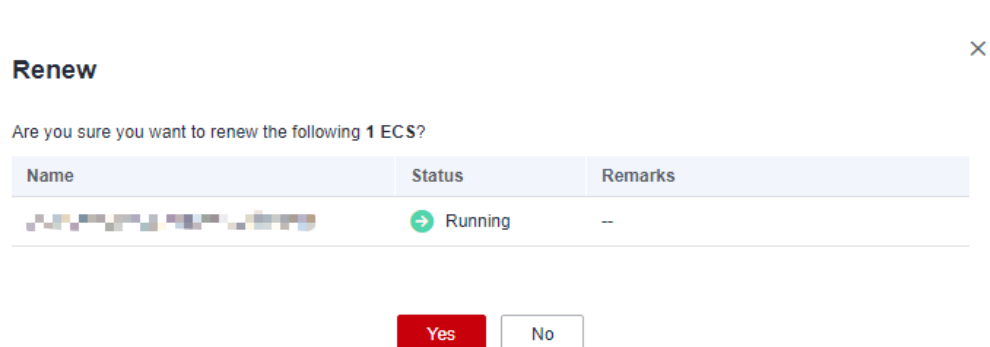 Renew
Are you sure you want to renew the following 1 ECS?
Name Status Remarks
Running --
Yes No